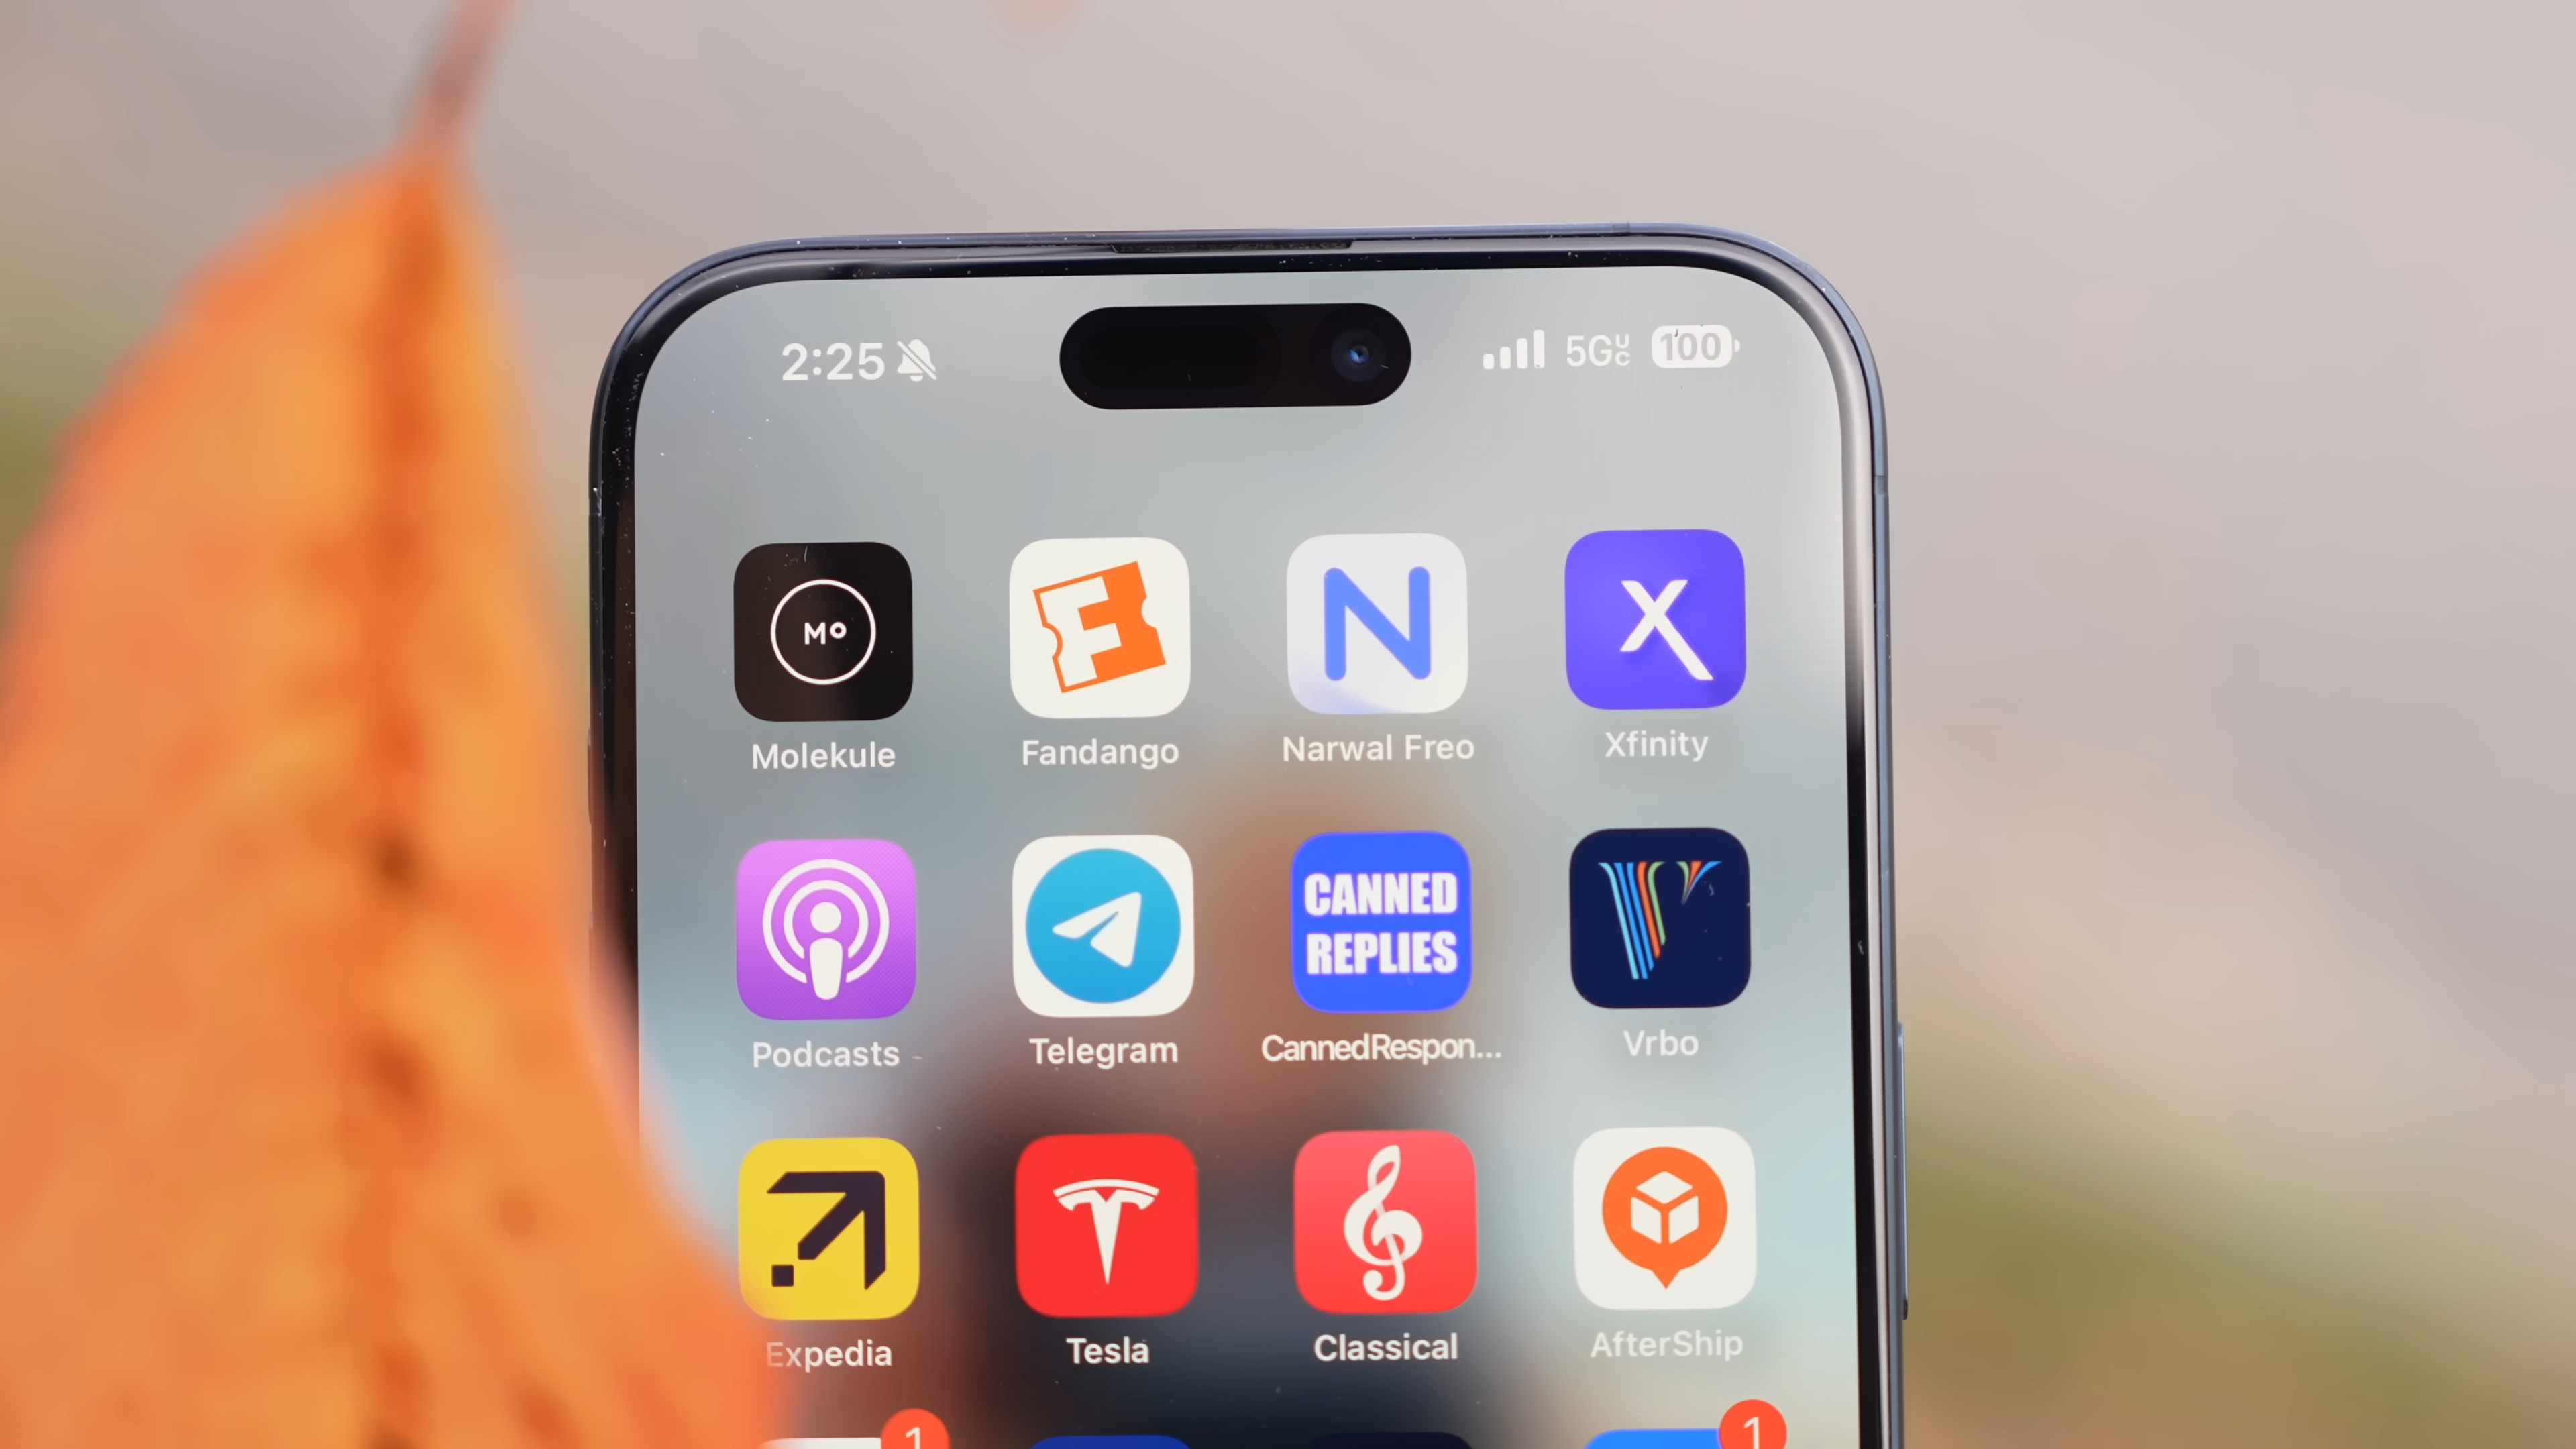 2:25 5G UC 100
Mo F N X
Molekule Fandango Narwal Freo Xfinity
CANNED
REPLIES
Podcasts Telegram CannedRespon... Vrbo
Expedia Tesla Classical AfterShip
1 1